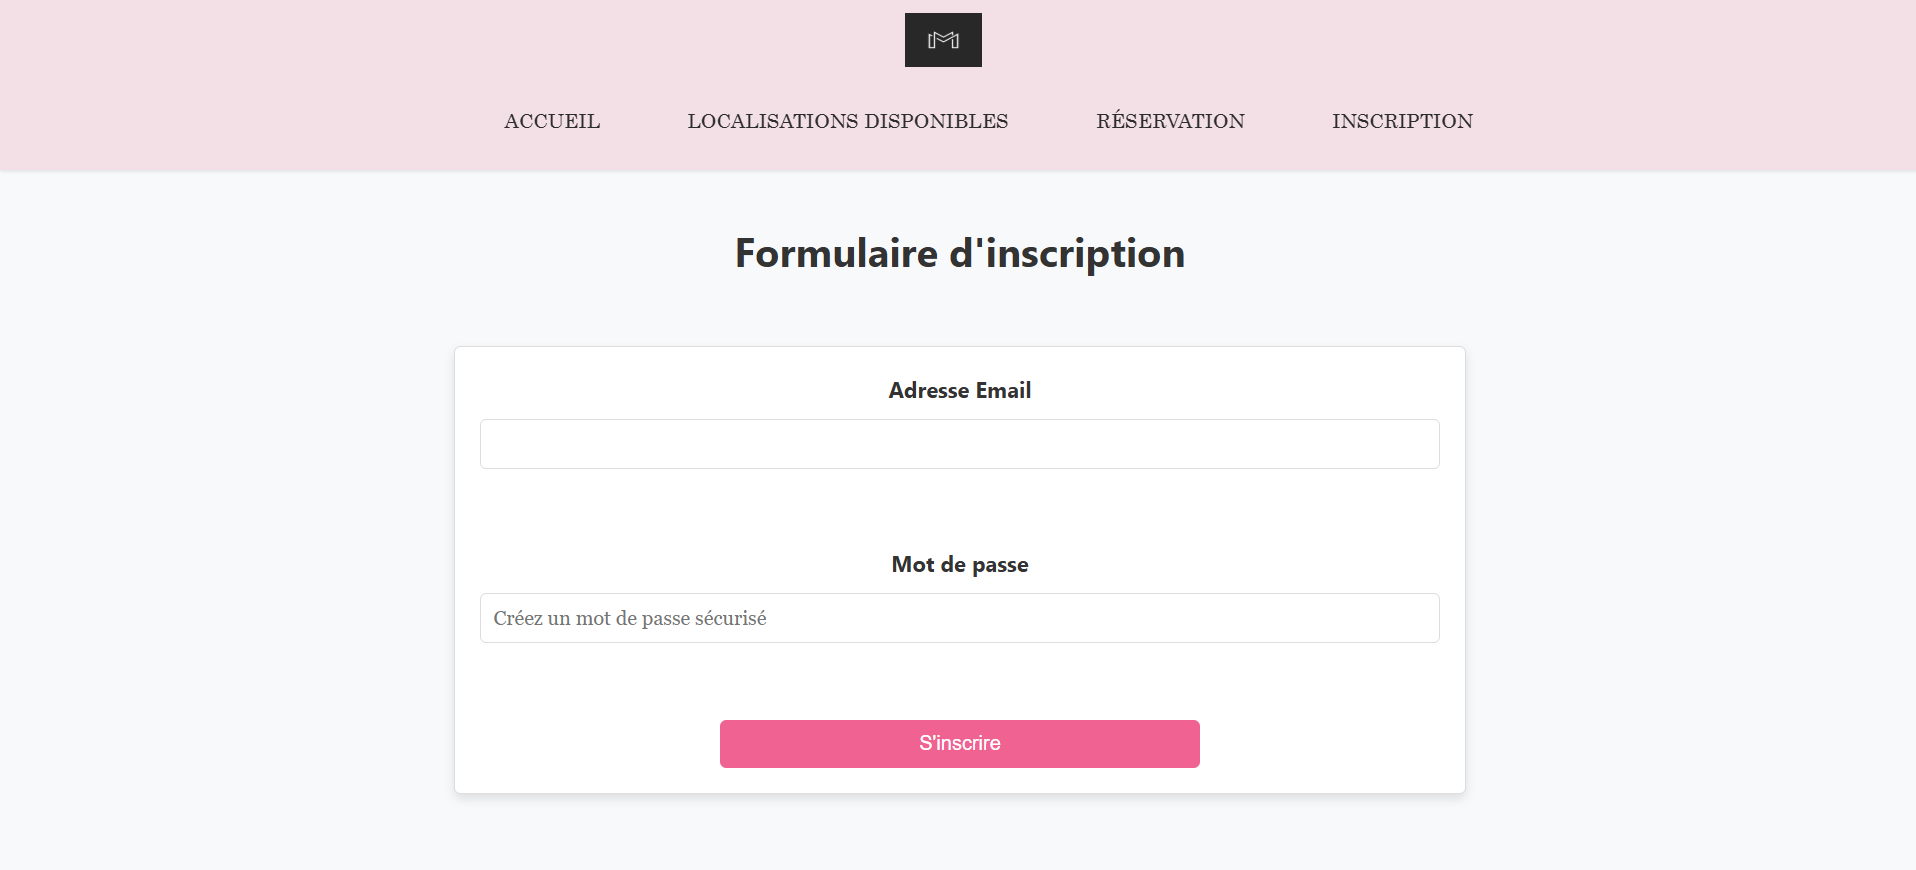 M
ACCUEIL LOCALISATIONS DISPONIBLES RÉSERVATION INSCRIPTION
Formulaire d'inscription
Adresse Email
Mot de passe
Créez un mot de passe sécurisé
S'inscrire